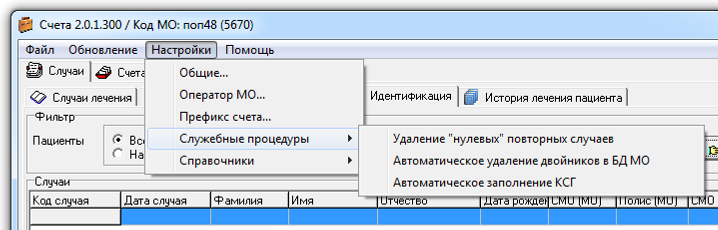 Счета 2.0.1.300 / Код МО: поп48 (5670)
Файл Обновление Настройки Помощь
Случаи Счета
Общие...
Оператор МО...
Префикс счета...
Служебные процедуры
Справочники
Случаи лечения Идентификация История лечения пациента
Фильтр
Пациенты
Удаление "нулевых" повторных случаев
Автоматическое удаление двойников в БД МО
Автоматическое заполнение КСГ
Случаи
Код случая Дата случая Фамилия Имя Отчество Дата рожден СМО (МО) Полис (МО) СМО